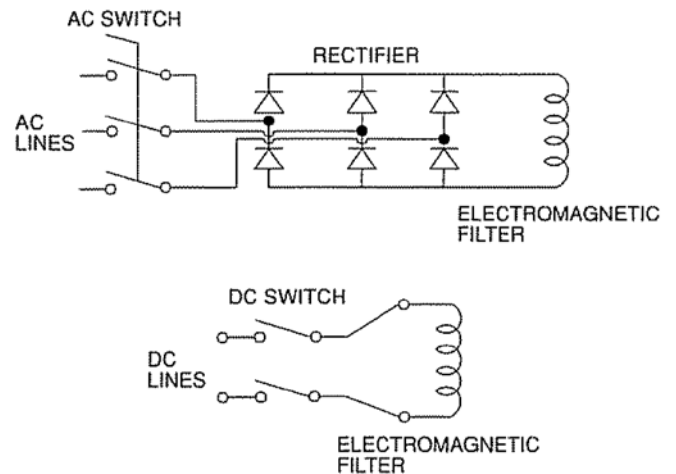 AC SWITCH
RECTIFIER
AC
LINES
ELECTROMAGNETIC
FILTER
DC SWITCH
DC
LINES
ELECTROMAGNETIC
FILTER